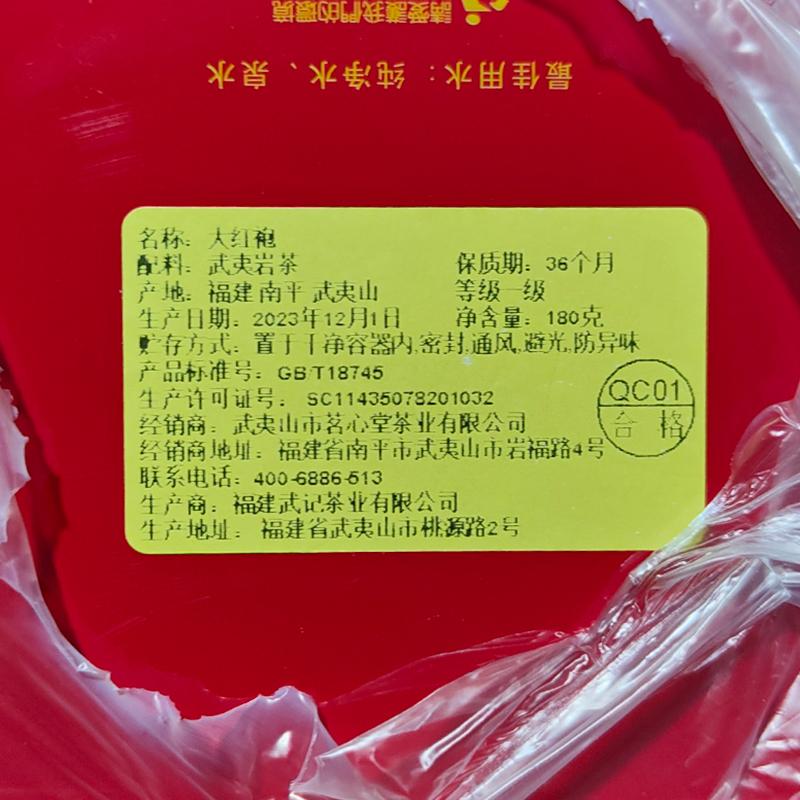 請愛護我們的環境
最佳用水：纯净水、泉水
名称：大红袍
配料：武夷岩茶 保质期：36个月
产地：福建 南平 武夷山 等级一级
生产日期：2023年12月1日 净含量：180克
贮存方式：置于干净容器内,密封,通风,避光,防异味
产品标准号：GB/T18745
生产许可证号：SC11435078201032
经销商：武夷山市茗心堂茶业有限公司
经销商地址：福建省南平市武夷山市岩福路4号
联系电话：400-6886-513
生产商：福建武记茶业有限公司
生产地址：福建省武夷山市桃源路2号
QC01
合格